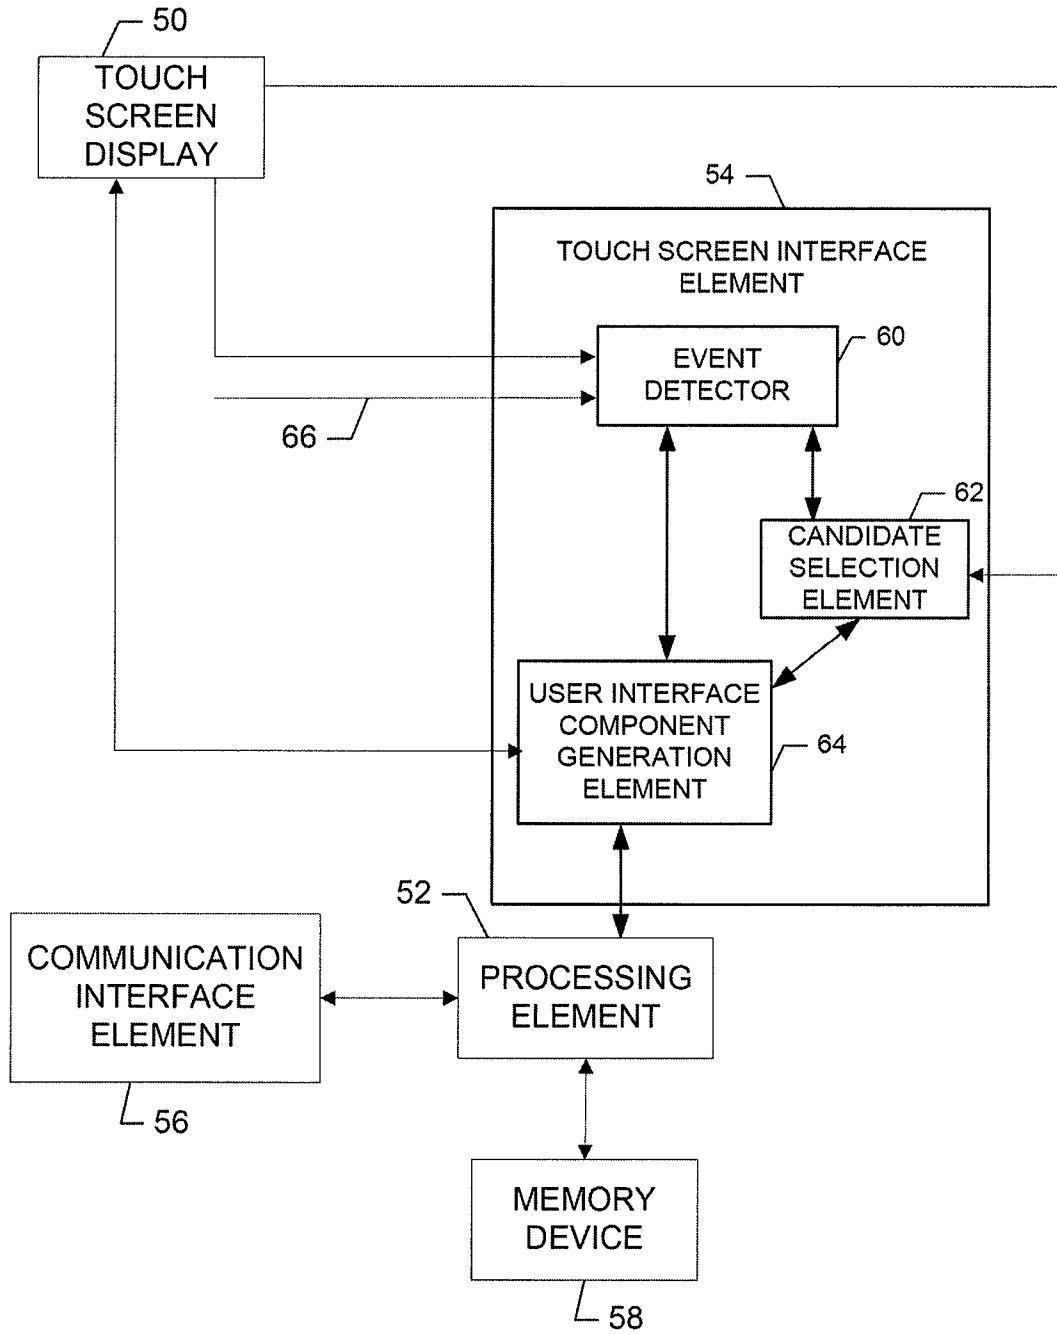 50
TOUCH
SCREEN
DISPLAY
54
TOUCH SCREEN INTERFACE
ELEMENT
60
EVENT
DETECTOR
66
62
CANDIDATE
SELECTION
ELEMENT
USER INTERFACE
COMPONENT
GENERATION
ELEMENT
64
52
COMMUNICATION
INTERFACE
ELEMENT
PROCESSING
ELEMENT
56
MEMORY
DEVICE
58